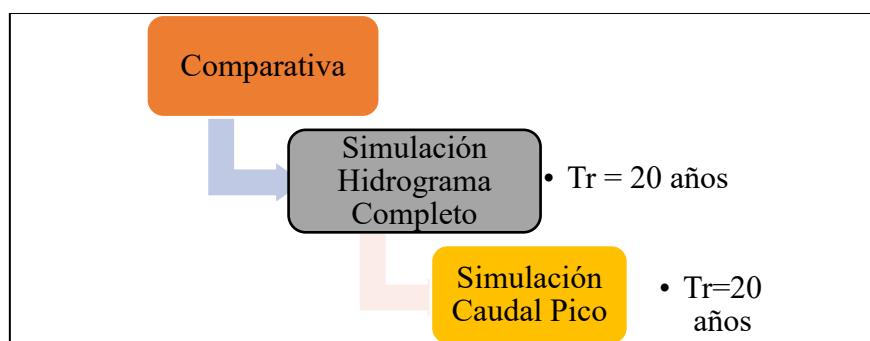 Comparativa
Simulación
Hidrograma
Completo
• Tr = 20 años
Simulación
Caudal Pico
• Tr=20
años